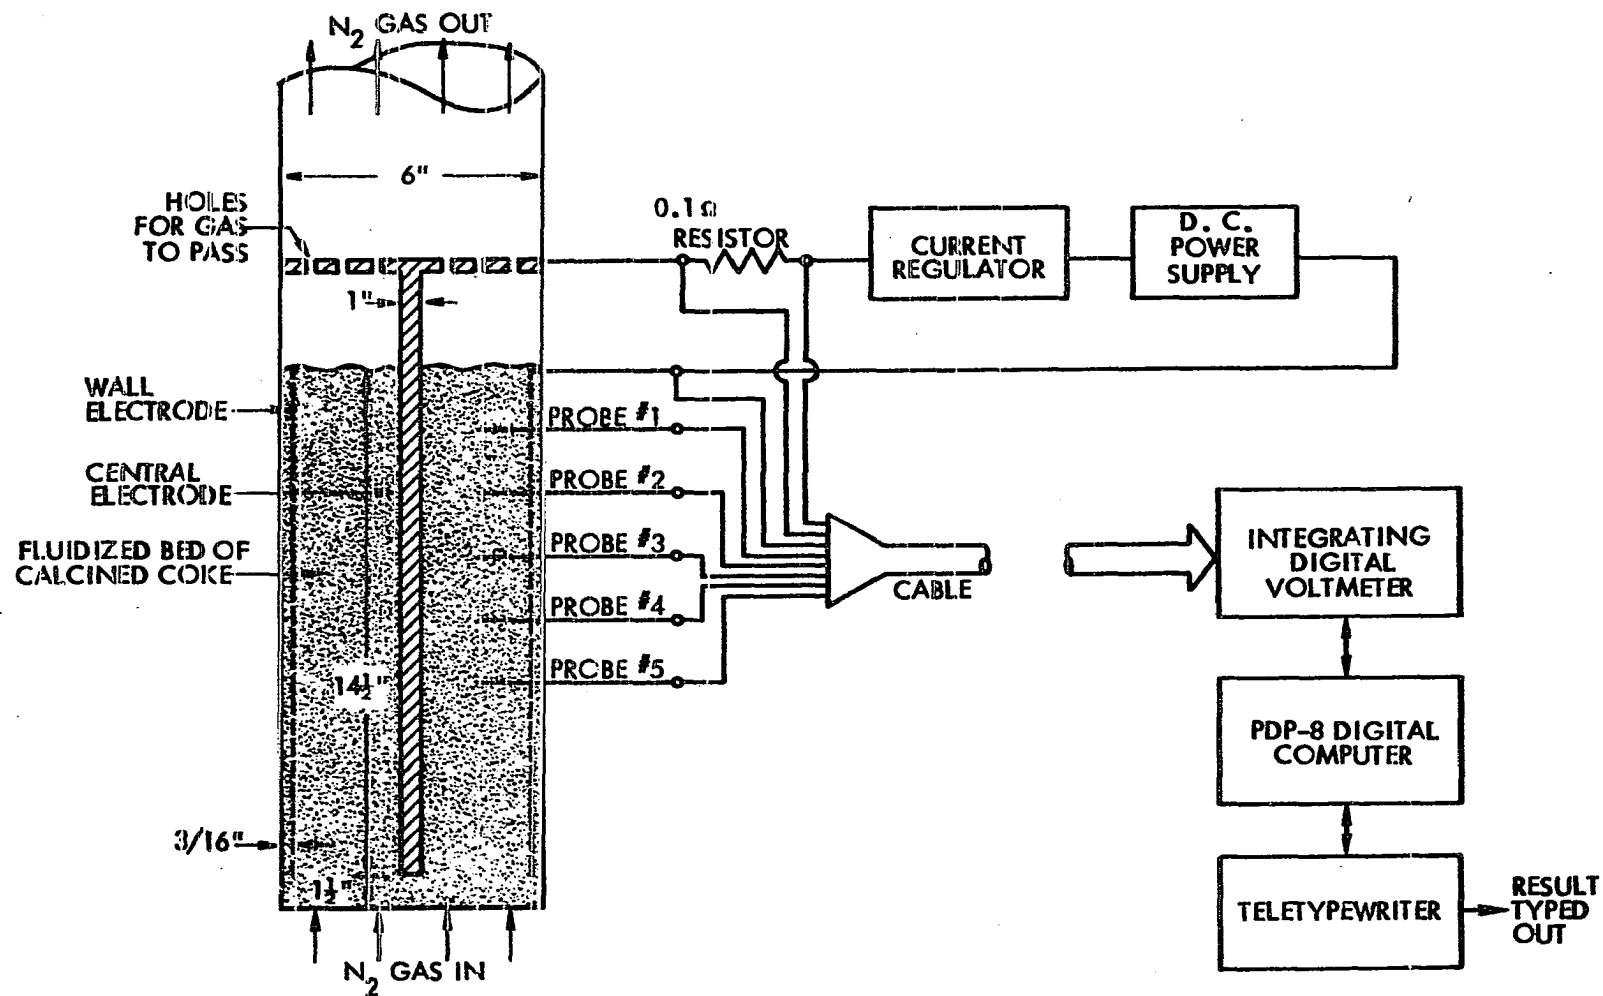 N2 GAS OUT
6"
HOLES
FOR GAS
TO PASS
1"
0.1Ω
RESISTOR
CURRENT
REGULATOR
D. C.
POWER
SUPPLY
WALL
ELECTRODE
CENTRAL
ELECTRODE
FLUIDIZED BED OF
CALCINED COKE
PROBE #1
PROBE #2
PROBE #3
PROBE #4
PROBE #5
14½"
3/16"
1½"
N2 GAS IN
CABLE
INTEGRATING
DIGITAL
VOLTMETER
PDP-8 DIGITAL
COMPUTER
TELETYPEWRITER
RESULT
TYPED
OUT